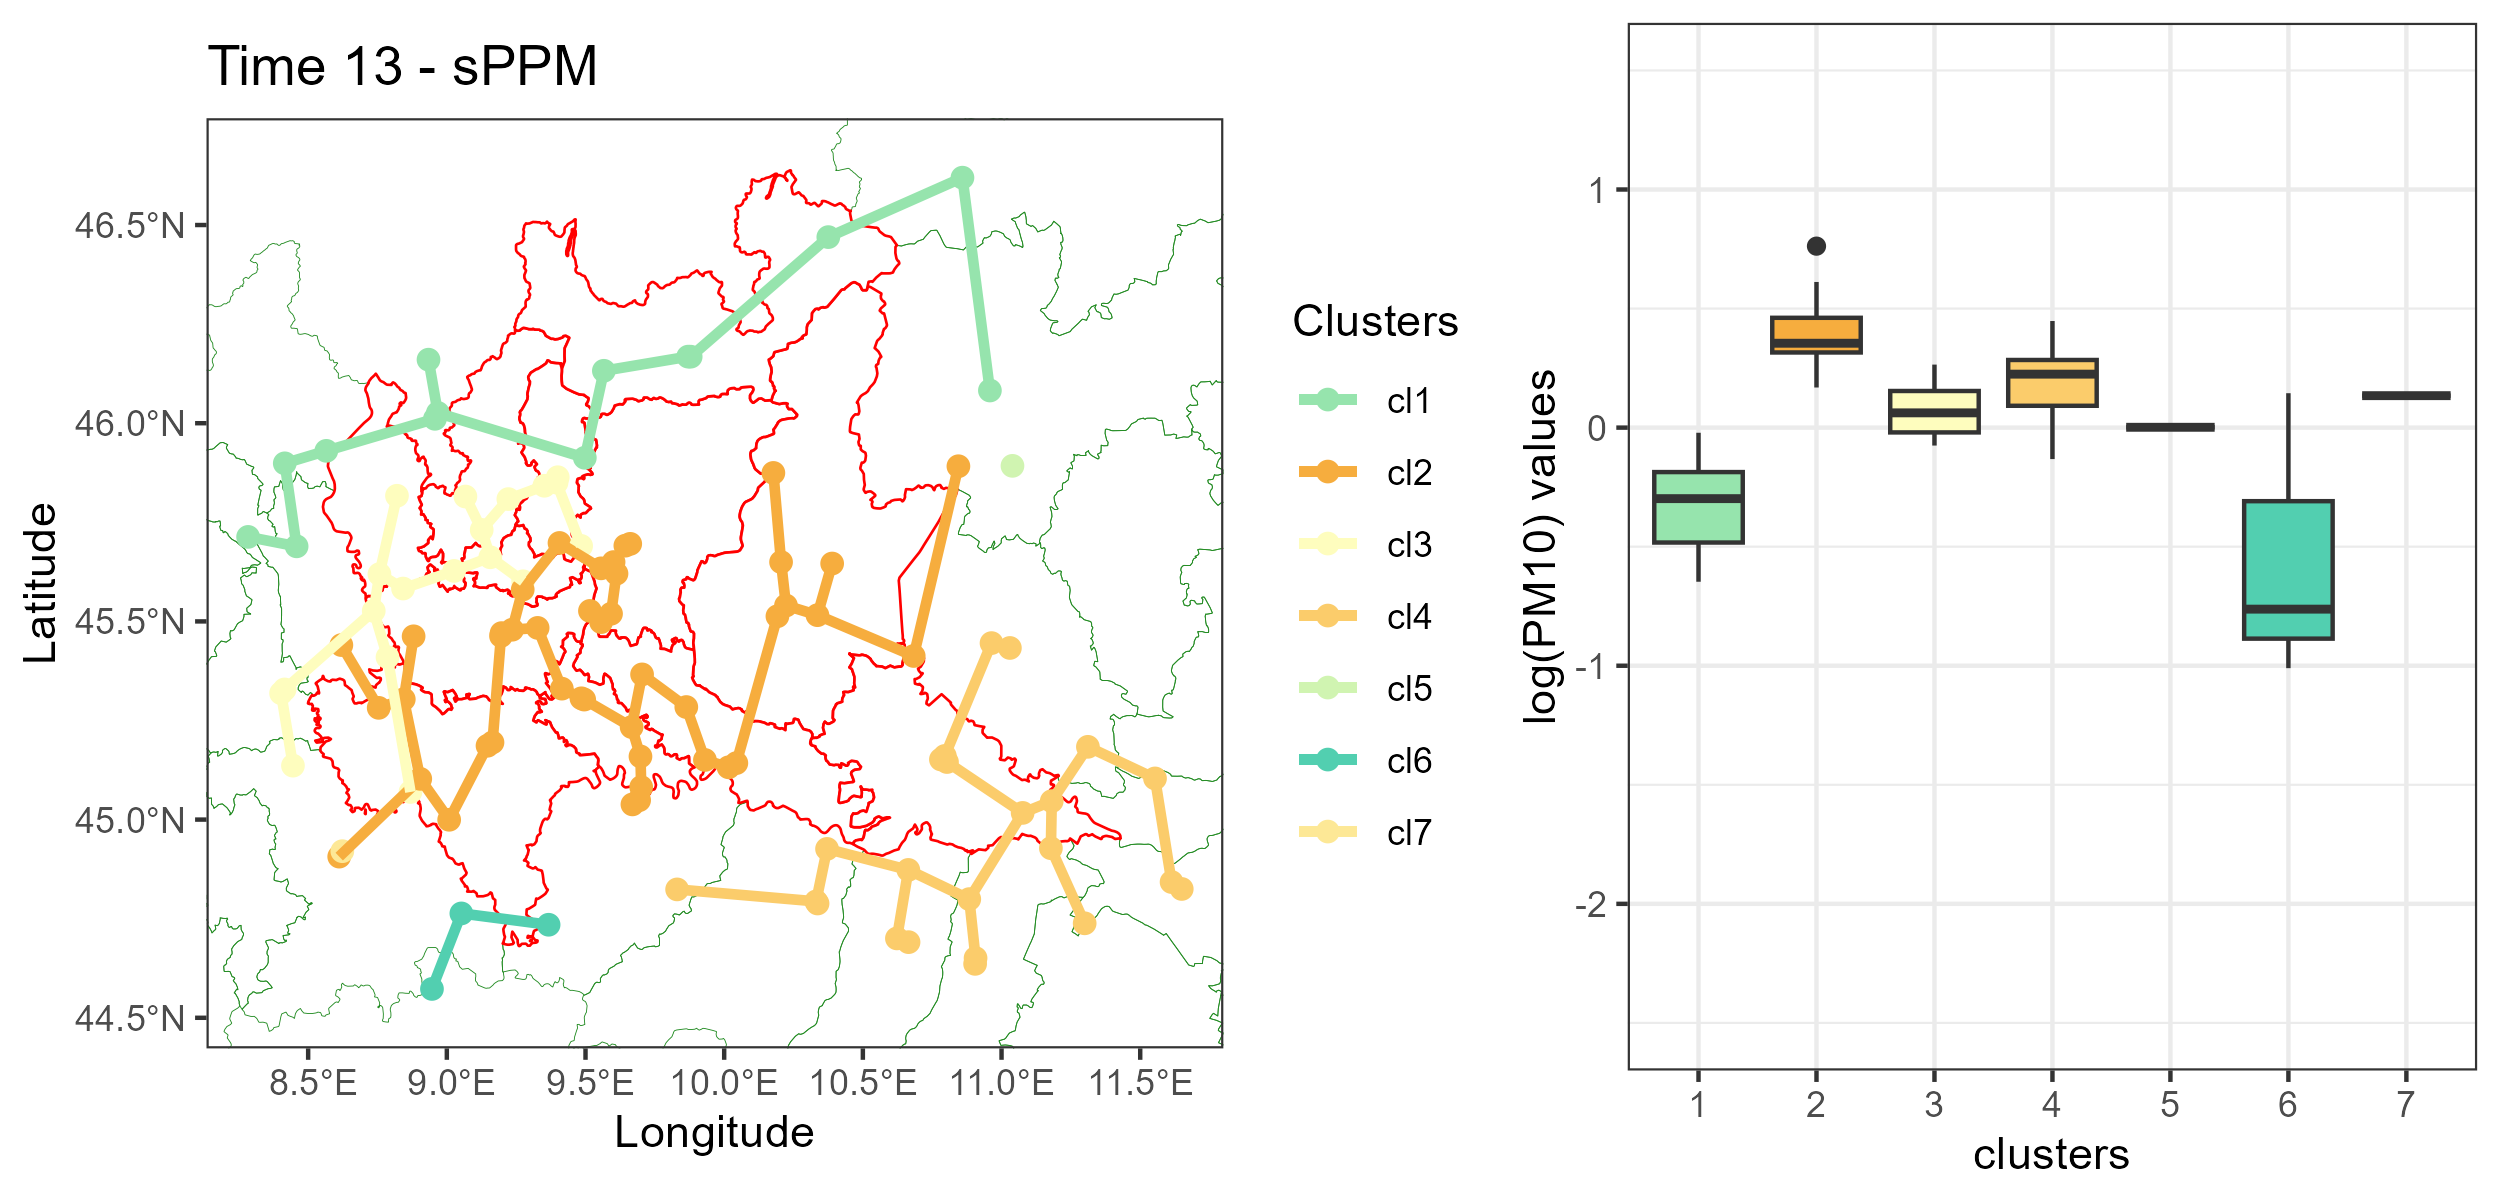 Time 13 - sPPM
46.5°N
46.0°N
45.5°N
45.0°N
44.5°N
Latitude
8.5°E 9.0°E 9.5°E 10.0°E 10.5°E 11.0°E 11.5°E
Longitude
Clusters
cl1
cl2
cl3
cl4
cl5
cl6
cl7
log(PM10) values
1
0
-1
-2
1 2 3 4 5 6 7
clusters